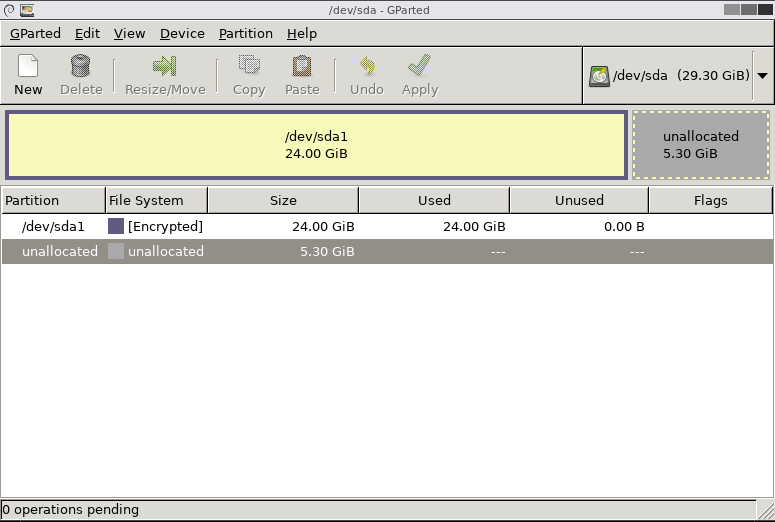 /dev/sda - GParted
GParted Edit View Device Partition Help
New Delete Resize/Move Copy Paste Undo Apply /dev/sda (29.30 GiB)
/dev/sda1
24.00 GiB
unallocated
5.30 GiB
Partition File System Size Used Unused Flags
/dev/sda1 [Encrypted] 24.00 GiB 24.00 GiB 0.00 B
unallocated unallocated 5.30 GiB --- ---
0 operations pending